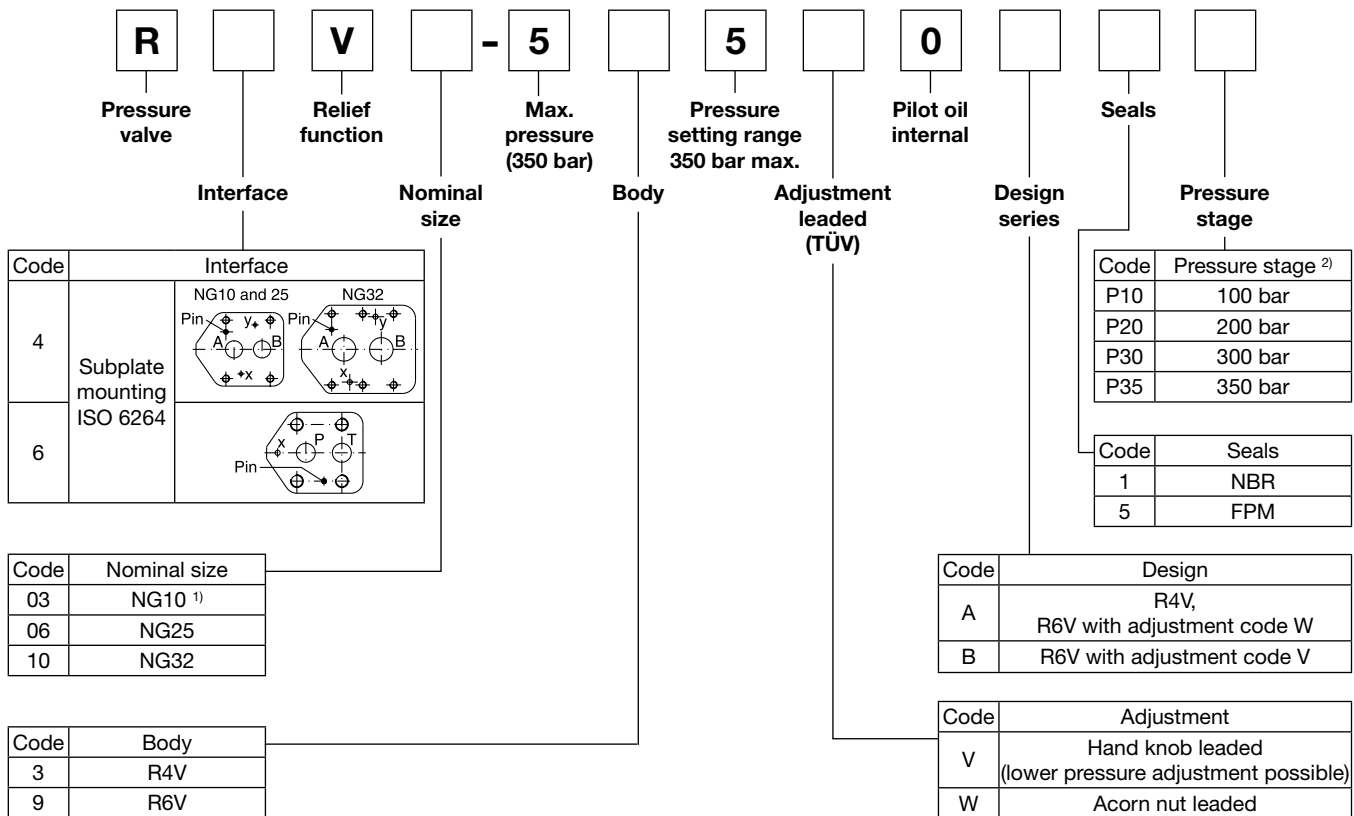 R V - 5 5 0
Pressure valve
Relief function
Max. pressure (350 bar)
Pressure setting range 350 bar max.
Pilot oil internal
Seals
Interface
Nominal size
Body
Adjustment leaded (TÜV)
Design series
Pressure stage
Code Interface
4
Subplate mounting ISO 6264
NG10 and 25 NG32
Pin y Pin y
A B A B
x x
6
x P T
Pin
Code Pressure stage 2)
P10 100 bar
P20 200 bar
P30 300 bar
P35 350 bar
Code Seals
1 NBR
5 FPM
Code Nominal size
03 NG10 1)
06 NG25
10 NG32
Code Design
A R4V,
R6V with adjustment code W
B R6V with adjustment code V
Code Body
3 R4V
9 R6V
Code Adjustment
V Hand knob leaded
(lower pressure adjustment possible)
W Acorn nut leaded